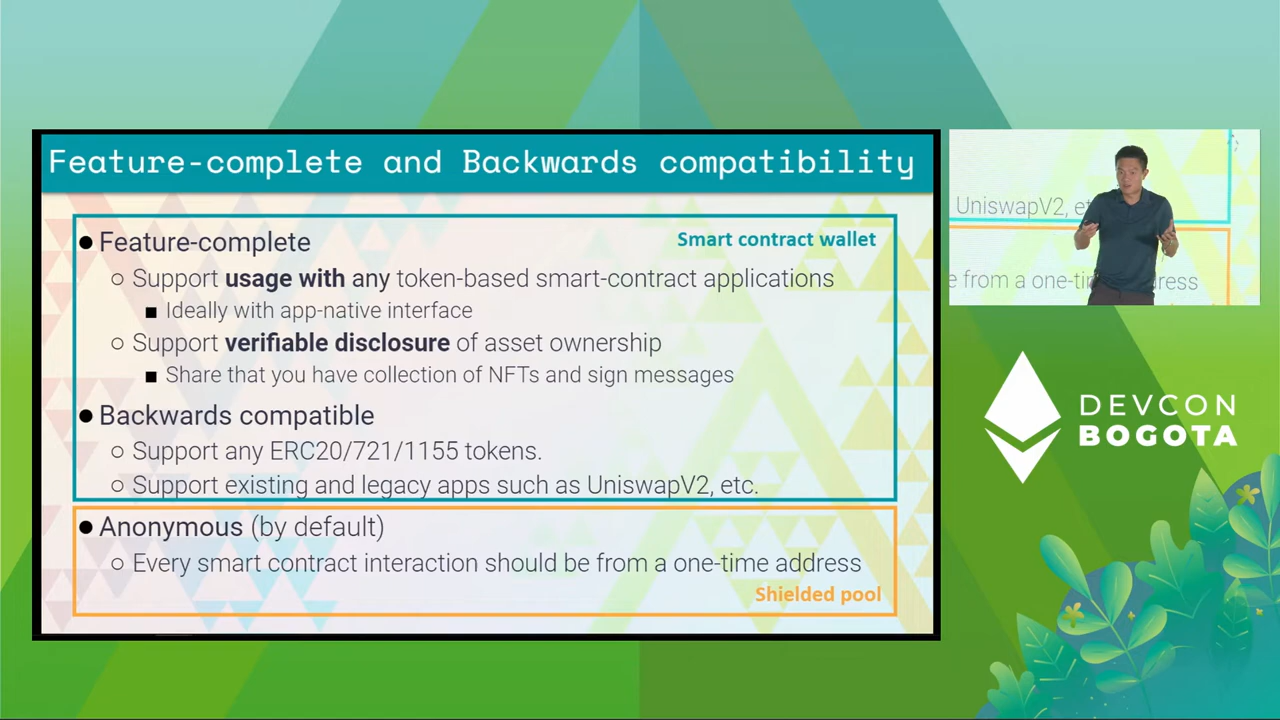 Feature-complete and Backwards compatibility
● Feature-complete
Smart contract wallet
○ Support usage with any token-based smart-contract applications
■ Ideally with app-native interface
○ Support verifiable disclosure of asset ownership
■ Share that you have collection of NFTs and sign messages
● Backwards compatible
○ Support any ERC20/721/1155 tokens.
○ Support existing and legacy apps such as UniswapV2, etc.
● Anonymous (by default)
○ Every smart contract interaction should be from a one-time address
Shielded pool
UniswapV2,
from a one-
DEVCON
BOGOTA